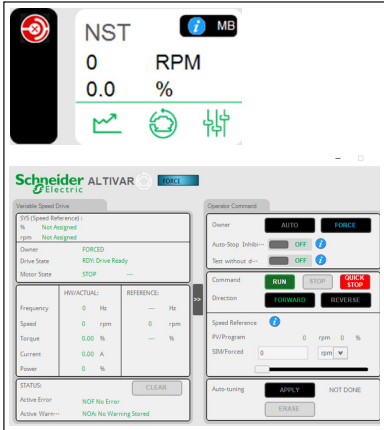 NST
i MB
0 RPM
0.0 %
Schneider Electric ALTIVAR FORCE
Variable Speed Drive
SYS (Speed Reference) :
% Not Assigned
rpm Not Assigned
Owner FORCED
Drive State RDY: Drive Ready
Motor State STOP ---
HW/ACTUAL: REFERENCE:
Frequency 0 Hz --- Hz
Speed 0 rpm 0 rpm
Torque 0.00 % --- %
Current 0.00 A
Power 0 %
STATUS: CLEAR
Active Error NOF No Error
Active Warn··· NOA: No Warning Stored
>>
Operator Command
Owner AUTO FORCE
Auto-Stop Inhibi··· OFF i
Test without d··· OFF i
Command RUN STOP QUICK STOP
Direction FORWARD REVERSE
Speed Reference i
PV/Program 0 rpm 0 %
SIM/Forced 0 rpm
Auto-tuning APPLY NOT DONE
ERASE